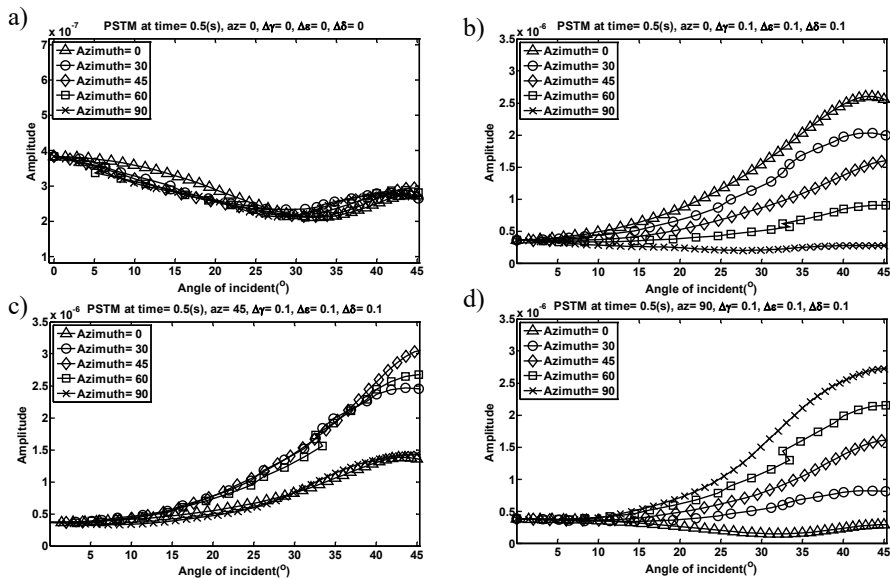 a)
x 10⁻⁷
PSTM at time= 0.5(s), az= 0, Δγ= 0, Δε= 0, Δδ= 0
Azimuth= 0
Azimuth= 30
Azimuth= 45
Azimuth= 60
Azimuth= 90
Amplitude
7
6
5
4
3
2
1
0 5 10 15 20 25 30 35 40 45
Angle of incident(°)
b)
x 10⁻⁶
PSTM at time= 0.5(s), az= 0, Δγ= 0.1, Δε= 0.1, Δδ= 0.1
Azimuth= 0
Azimuth= 30
Azimuth= 45
Azimuth= 60
Azimuth= 90
Amplitude
3.5
3
2.5
2
1.5
1
0.5
0
5 10 15 20 25 30 35 40 45
Angle of incident(°)
c)
x 10⁻⁶
PSTM at time= 0.5(s), az= 45, Δγ= 0.1, Δε= 0.1, Δδ= 0.1
Azimuth= 0
Azimuth= 30
Azimuth= 45
Azimuth= 60
Azimuth= 90
Amplitude
3.5
3
2.5
2
1.5
1
0.5
0
5 10 15 20 25 30 35 40 45
Angle of incident(°)
d)
x 10⁻⁶
PSTM at time= 0.5(s), az= 90, Δγ= 0.1, Δε= 0.1, Δδ= 0.1
Azimuth= 0
Azimuth= 30
Azimuth= 45
Azimuth= 60
Azimuth= 90
Amplitude
3.5
3
2.5
2
1.5
1
0.5
0
5 10 15 20 25 30 35 40 45
Angle of incident(°)